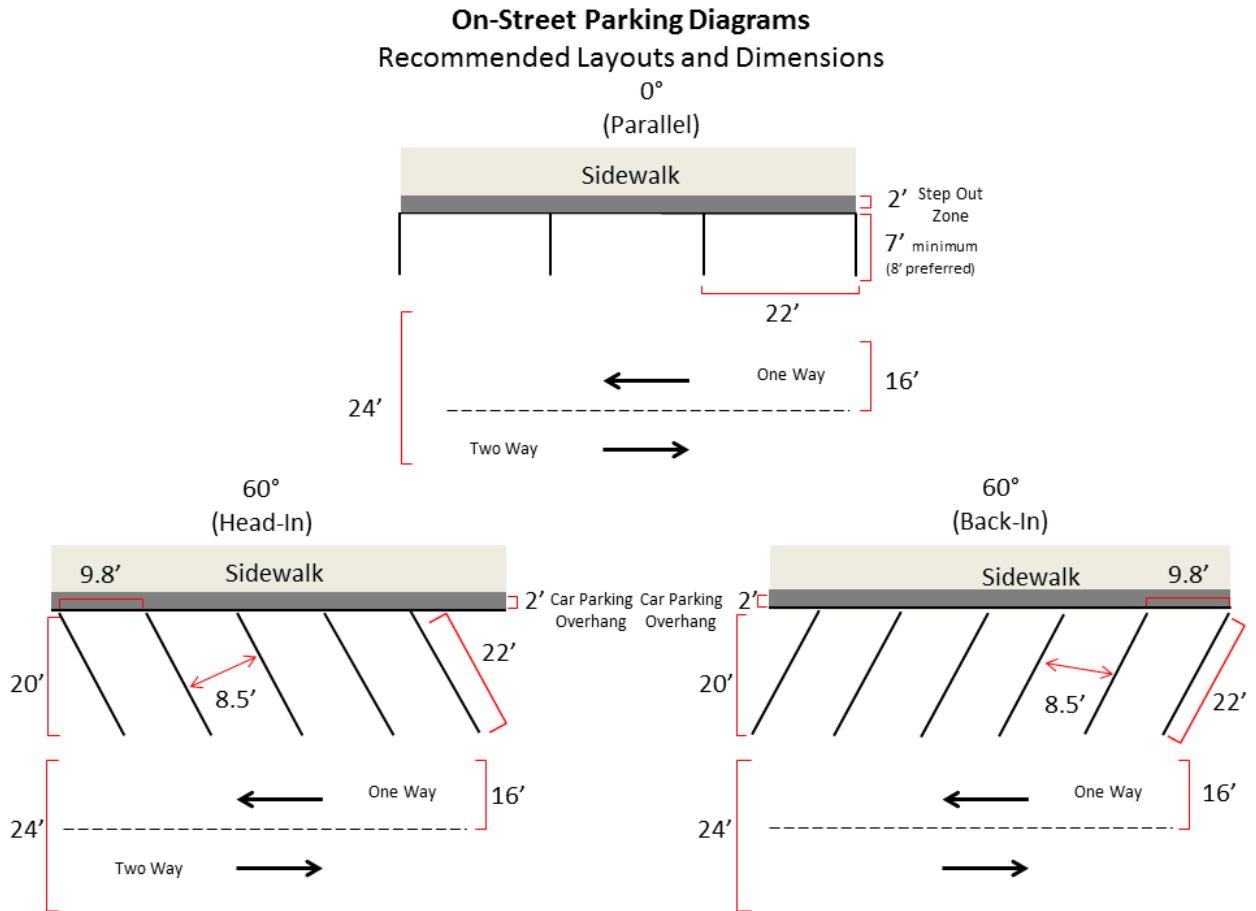 On-Street Parking Diagrams
Recommended Layouts and Dimensions
0°
(Parallel)
Sidewalk
2’ Step Out
Zone
7’ minimum
(8’ preferred)
22’
One Way
16’
24’
Two Way
60°
(Head-In)
9.8’
Sidewalk
2’ Car Parking
Overhang
20’
8.5’
22’
One Way
16’
24’
Two Way
60°
(Back-In)
Sidewalk
9.8’
Car Parking 2’
Overhang
20’
8.5’
22’
One Way
16’
24’